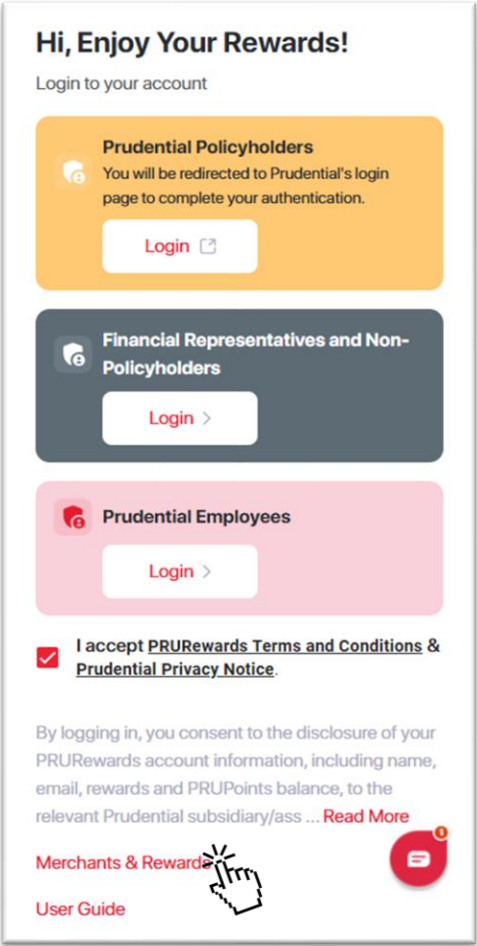 Hi, Enjoy Your Rewards!
Login to your account
Prudential Policyholders
You will be redirected to Prudential's login
page to complete your authentication.
Login
Financial Representatives and Non-
Policyholders
Login
Prudential Employees
Login
I accept PRURewards Terms and Conditions &
Prudential Privacy Notice.
By logging in, you consent to the disclosure of your
PRURewards account information, including name,
email, rewards and PRUPoints balance, to the
relevant Prudential subsidiary/ass ... Read More
1
Merchants & Rewards
User Guide